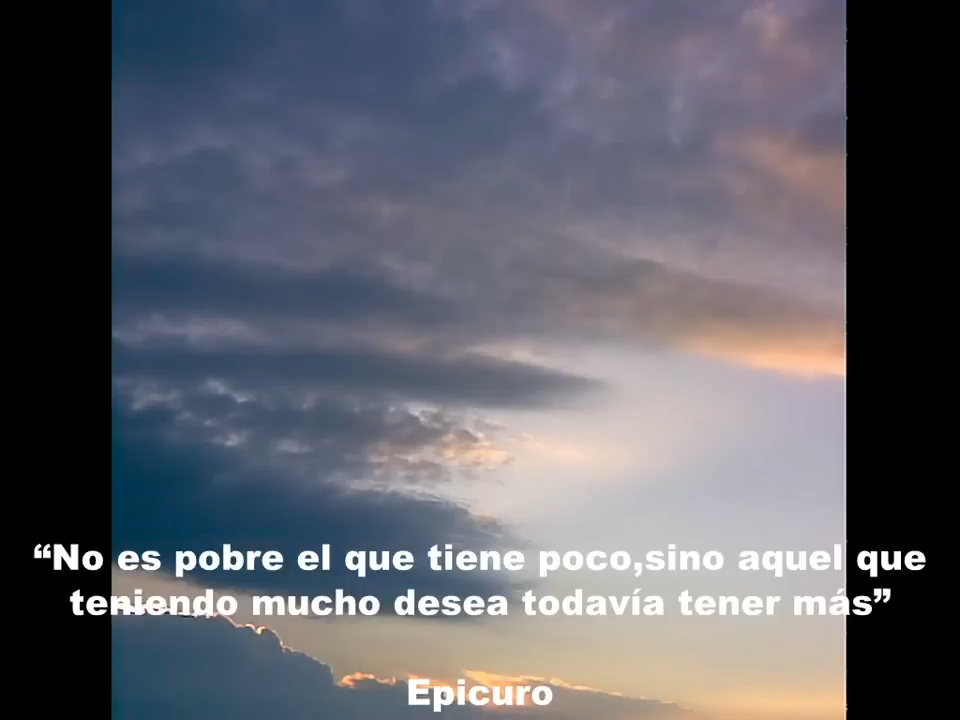 “No es pobre el que tiene poco,sino aquel que
teniendo mucho desea todavía tener más”
Epicuro